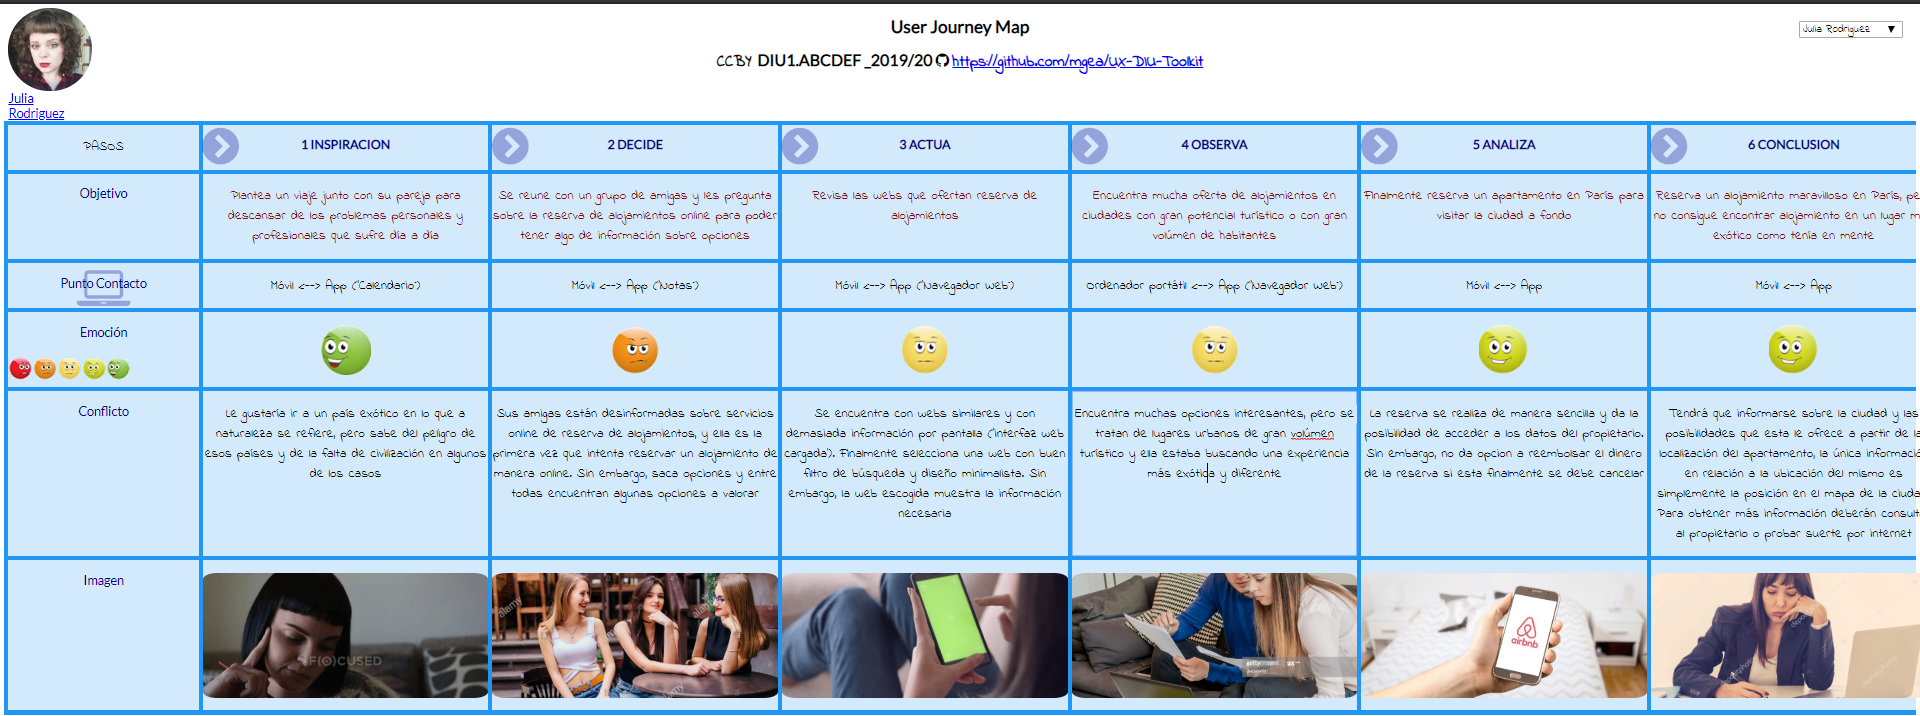 User Journey Map
Julia Rodriguez ▼
CCBY DIU1.ABCDEF _2019/20 https://github.com/mgea/UX-DIU-Toolkit
Julia
Rodriguez
PASOS
1 INSPIRACION
2 DECIDE
3 ACTUA
4 OBSERVA
5 ANALIZA
6 CONCLUSION
Objetivo
Plantea un viaje junto con su pareja para
descansar de los problemas personales y
profesionales que sufre día a día
Se reune con un grupo de amigas y les pregunta
sobre la reserva de alojamientos online para poder
tener algo de información sobre opciones
Revisa las webs que ofertan reserva de
alojamientos
Encuentra mucha oferta de alojamientos en
ciudades con gran potencial turístico o con gran
volúmen de habitantes
Finalmente reserva un apartamento en París para
visitar la ciudad a fondo
Reserva un alojamiento maravilloso en París, pe
no consigue encontrar alojamiento en un lugar m
exótico como tenía en mente
Punto Contacto
Móvil <--> App ("Calendario")
Móvil <--> App ("Notas")
Móvil <--> App ("Navegador web")
Ordenador portátil <--> App ("Navegador web")
Móvil <--> App
Móvil <--> App
Emoción
Conflicto
Le gustaría ir a un país exótico en lo que a
naturaleza se refiere, pero sabe del peligro de
esos países y de la falta de civilización en algunos
de los casos
Sus amigas están desinformadas sobre servicios
online de reserva de alojamientos, y ella es la
primera vez que intenta reservar un alojamiento de
manera online. Sin embargo, saca opciones y entre
todas encuentran algunas opciones a valorar
Se encuentra con webs similares y con
demasiada información por pantalla ("interfaz web
cargada"). Finalmente selecciona una web con buen
filtro de búsqueda y diseño minimalista. Sin
embargo, la web escogida muestra la información
necesaria
Encuentra muchas opciones interesantes, pero se
tratan de lugares urbanos de gran volúmen
turístico y ella estaba buscando una experiencia
más exótida y diferente
La reserva se realiza de manera sencilla y da la
posibilidad de acceder a los datos del propietario.
Sin embargo, no da opcion a reembolsar el dinero
de la reserva si esta finalmente se debe cancelar
Tendrá que informarse sobre la ciudad y las
posibilidades que esta le ofrece a partir de la
localización del apartamento, la única informació
en relación a la ubicación del mismo es
simplemente la posición en el mapa de la ciuda
Para obtener más información deberán consult
al propietario o probar suerte por internet
Imagen
F(O)CUSED
alamy
alamy
gettyimages
airbnb